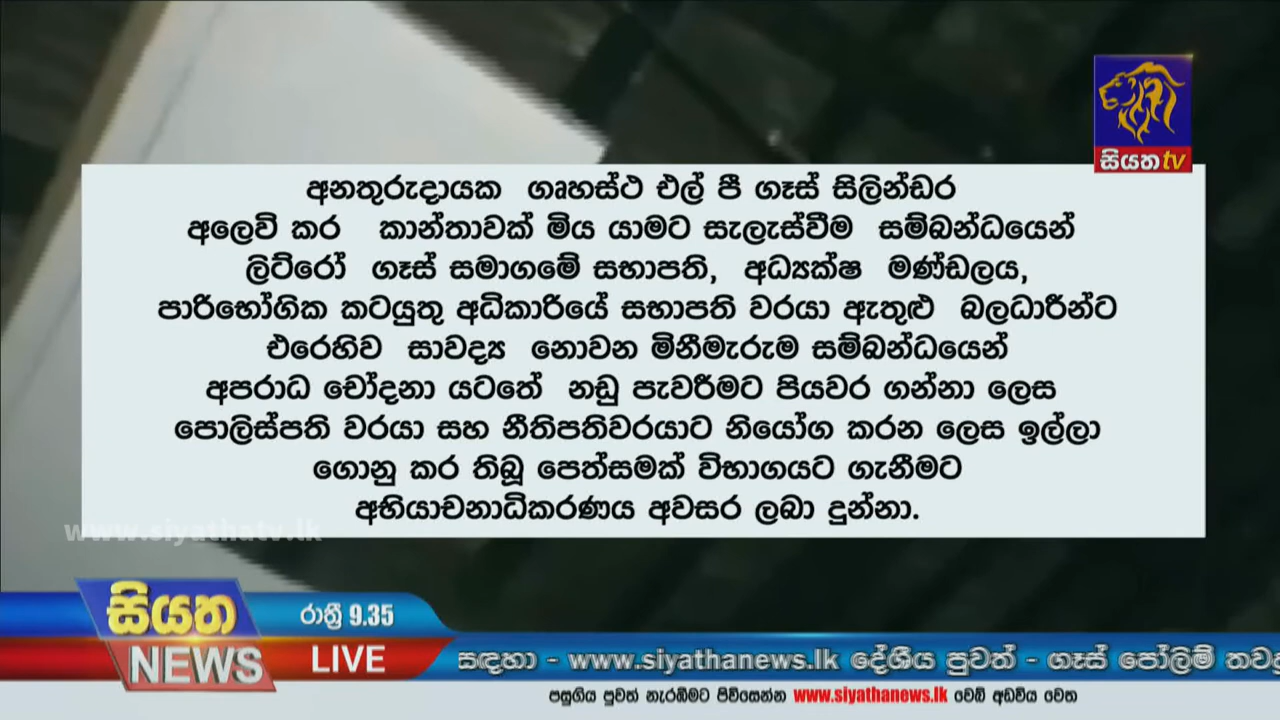 සියත tv
අනතුරුදායක ගෘහස්ථ එල් පී ගෑස් සිලින්ඩර
අලෙවි කර කාන්තාවක් මිය යාමට සැලැස්වීම සම්බන්ධයෙන්
ලිට්රෝ ගෑස් සමාගමේ සභාපති, අධ්‍යක්ෂ මණ්ඩලය,
පාරිභෝගික කටයුතු අධිකාරියේ සභාපති වරයා ඇතුළු බලධාරීන්ට
එරෙහිව සාවද්‍ය නොවන මිනීමැරුම සම්බන්ධයෙන්
අපරාධ චෝදනා යටතේ නඩු පැවරීමට පියවර ගන්නා ලෙස
පොලිස්පති වරයා සහ නීතිපතිවරයාට නියෝග කරන ලෙස ඉල්ලා
ගොනු කර තිබූ පෙත්සමක් විභාගයට ගැනීමට
අභියාචනාධිකරණය අවසර ලබා දුන්නා.
www.siyathatv.lk
සියත NEWS
රාත්‍රී 9.35
LIVE
සඳහා - www.siyathanews.lk දේශීය පුවත් - ගෑස් පෝලිම්
පසුගිය පුවත් නැරඹීමට පිවිසෙන්න www.siyathanews.lk වෙබ් අඩවිය වෙත